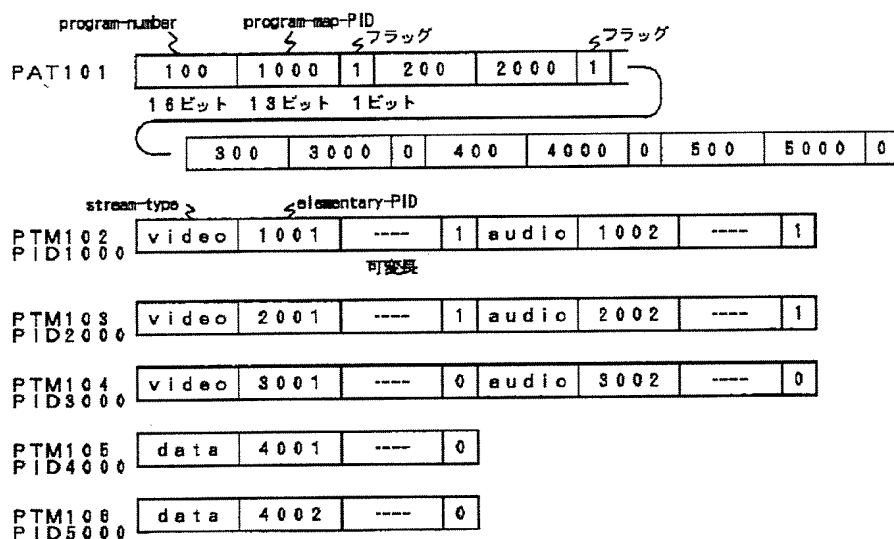 program-number program-map-PID フラッグ フラッグ
PAT101 100 1000 1 200 2000 1
16ビット 13ビット 1ビット
300 3000 0 400 4000 0 500 5000 0
stream-type elementary-PID
PTM102 video 1001 ---- 1 audio 1002 ---- 1
PID1000
可変長
PTM103 video 2001 ---- 1 audio 2002 ---- 1
PID2000
PTM104 video 3001 ---- 0 audio 3002 ---- 0
PID3000
PTM105 data 4001 ---- 0
PID4000
PTM106 data 4002 ---- 0
PID5000